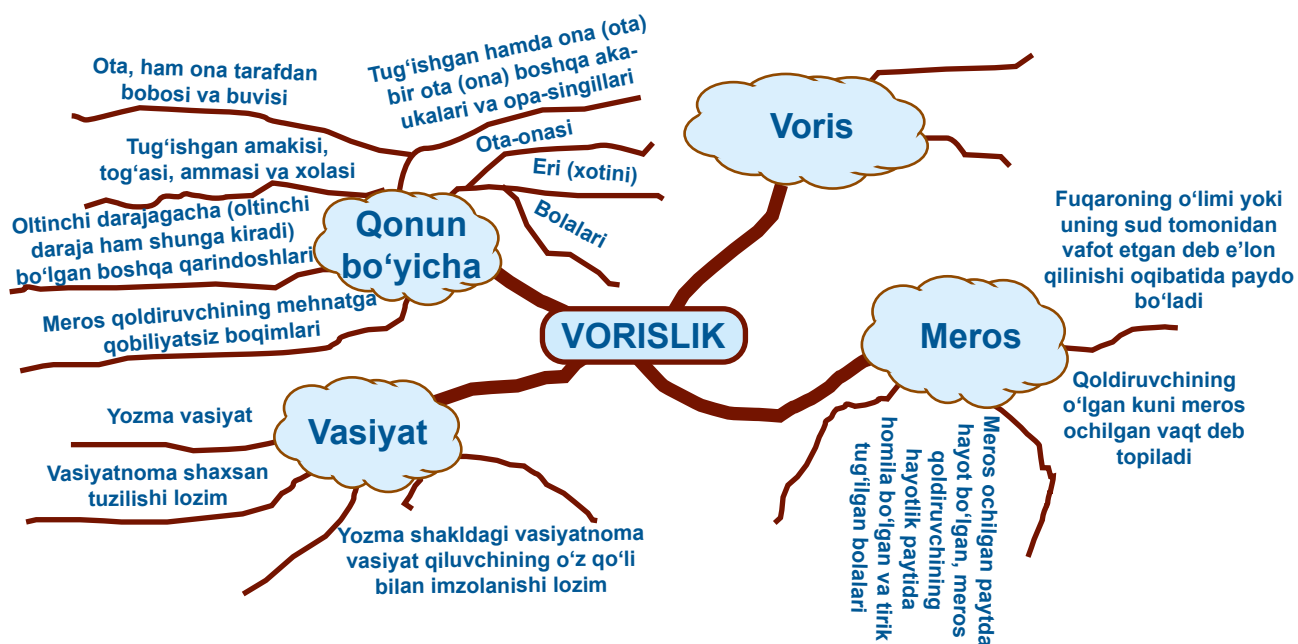 Ota, ham ona tarafdan
bobosi va buvisi
Tug‘ishgan hamda ona (ota)
bir ota (ona) boshqa aka-
ukalari va opa-singillari
Tug‘ishgan amakisi,
tog‘asi, ammasi va xolasi
Ota-onasi
Eri (xotini)
Bolalari
Oltinchi darajagacha (oltinchi
daraja ham shunga kiradi)
bo‘lgan boshqa qarindoshlari
Meros qoldiruvchining mehnatga
qobiliyatsiz boqimlari
Qonun
bo‘yicha
Voris
VORISLIK
Meros
Fuqaroning o‘limi yoki
uning sud tomonidan
vafot etgan deb e’lon
qilinishi oqibatida paydo
bo‘ladi
Qoldiruvchining
o‘lgan kuni meros
ochilgan vaqt deb
topiladi
Meros ochilgan paytda
hayot bo‘lgan, meros
qoldiruvchining
hayotlik paytida
homila bo‘lgan va tirik
tug‘ilgan bolalari
Vasiyat
Yozma vasiyat
Vasiyatnoma shaxsan
tuzilishi lozim
Yozma shakldagi vasiyatnoma
vasiyat qiluvchining o‘z qo‘li
bilan imzolanishi lozim